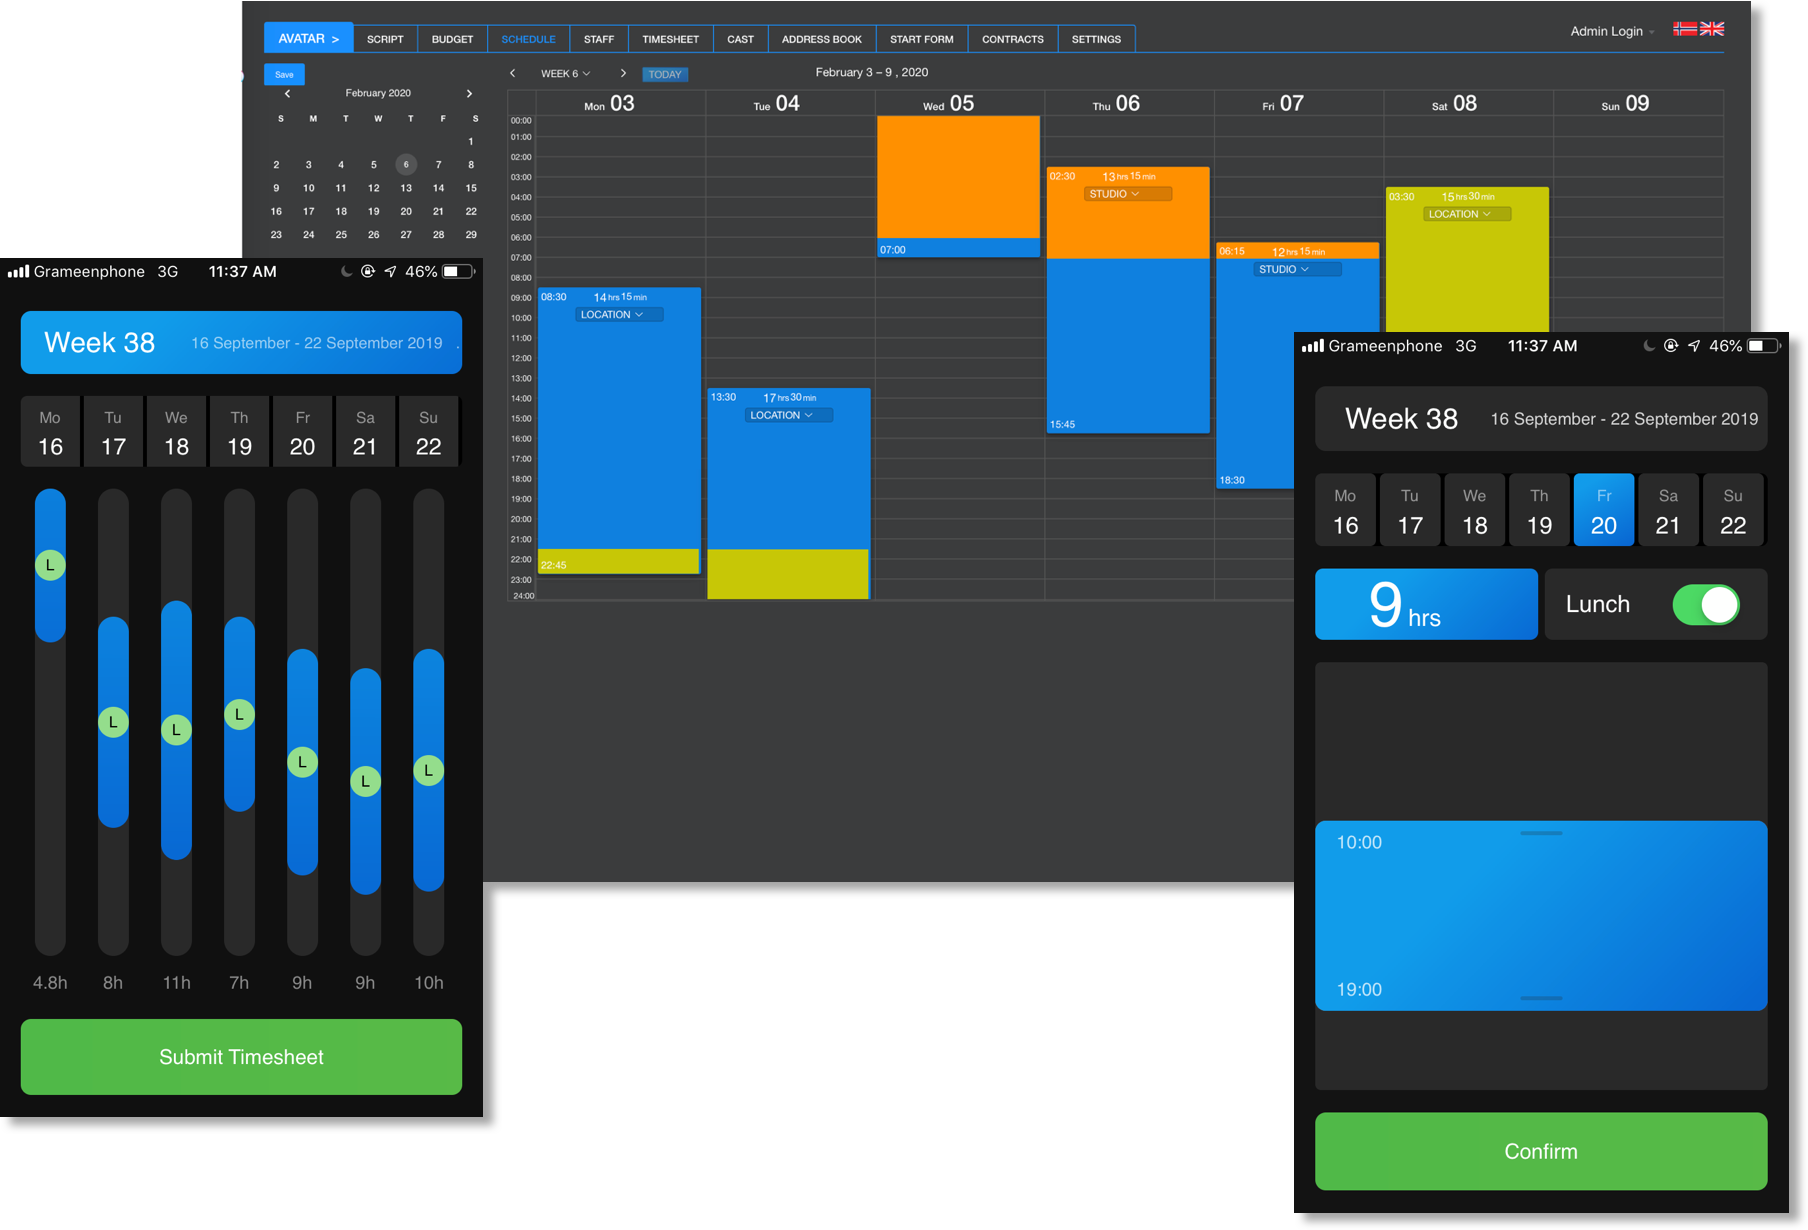 AVATAR > SCRIPT BUDGET SCHEDULE STAFF TIMESHEET CAST ADDRESS BOOK START FORM CONTRACTS SETTINGS
Admin Login
Save
February 2020
S M T W T F S
1
2 3 4 5 6 7 8
9 10 11 12 13 14 15
16 17 18 19 20 21 22
23 24 25 26 27 28 29
WEEK 6
TODAY
February 3 – 9 , 2020
Mon 03 Tue 04 Wed 05 Thu 06 Fri 07 Sat 08 Sun 09
00:00
01:00
02:00
03:00
04:00
05:00
06:00
07:00
08:00
09:00
10:00
11:00
12:00
13:00
14:00
15:00
16:00
17:00
18:00
19:00
20:00
21:00
22:00
23:00
24:00
08:30 14 hrs 15 min
LOCATION
22:45
13:30 17 hrs 30 min
LOCATION
07:00
02:30 13 hrs 15 min
STUDIO
15:45
06:15 12 hrs 15 min
STUDIO
18:30
03:30 15 hrs 30 min
LOCATION
Grameenphone 3G 11:37 AM 46%
Week 38 16 September - 22 September 2019 .
Mo Tu We Th Fr Sa Su
16 17 18 19 20 21 22
L
L
L
L
L
L
L
4.8h 8h 11h 7h 9h 9h 10h
Submit Timesheet
Grameenphone 3G 11:37 AM 46%
Week 38 16 September - 22 September 2019
Mo Tu We Th Fr Sa Su
16 17 18 19 20 21 22
9 hrs
Lunch
10:00
19:00
Confirm